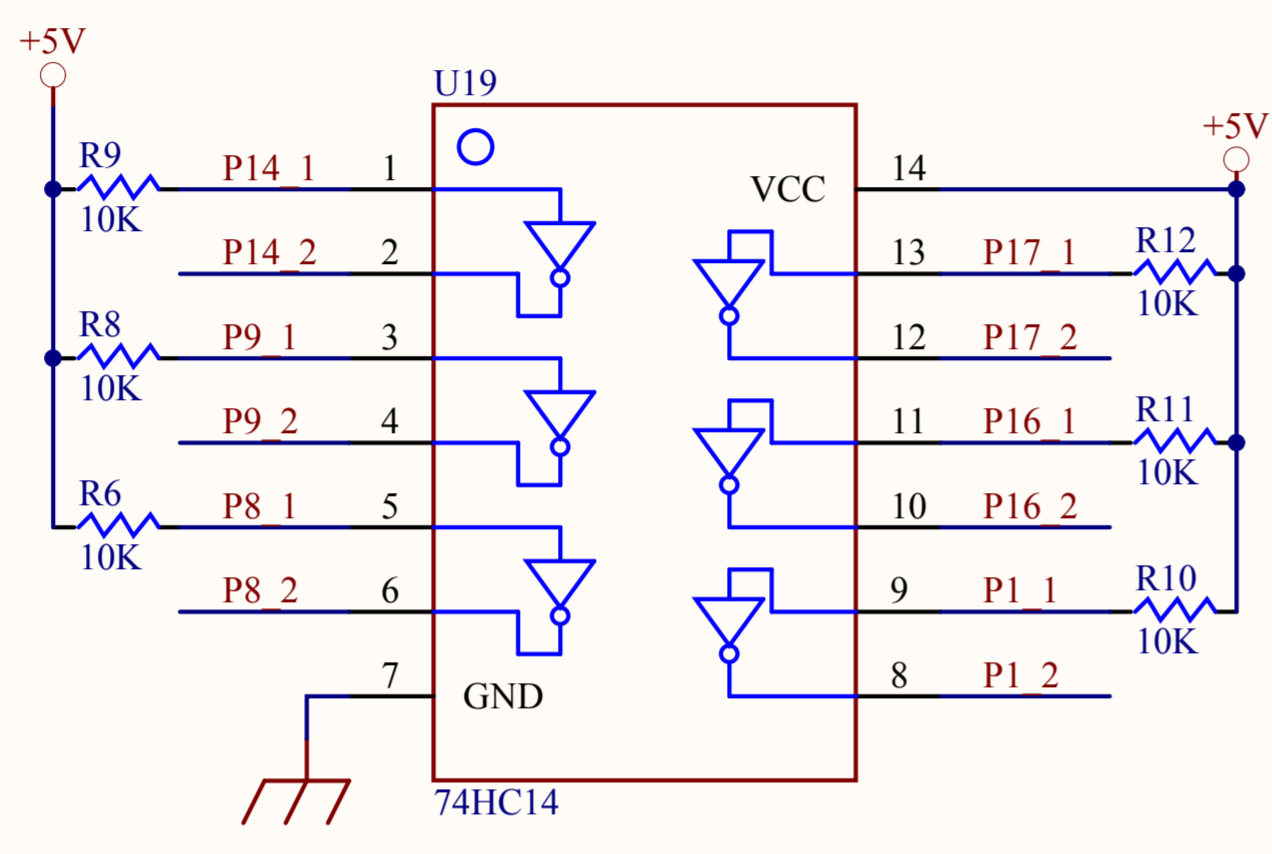 +5V
U19
+5V
R9
P14_1
1
VCC
14
10K
P14_2
2
13
P17_1
R12
10K
R8
P9_1
3
12
P17_2
10K
P9_2
4
11
P16_1
R11
10K
R6
P8_1
5
10
P16_2
10K
P8_2
6
9
P1_1
R10
10K
7
GND
8
P1_2
74HC14